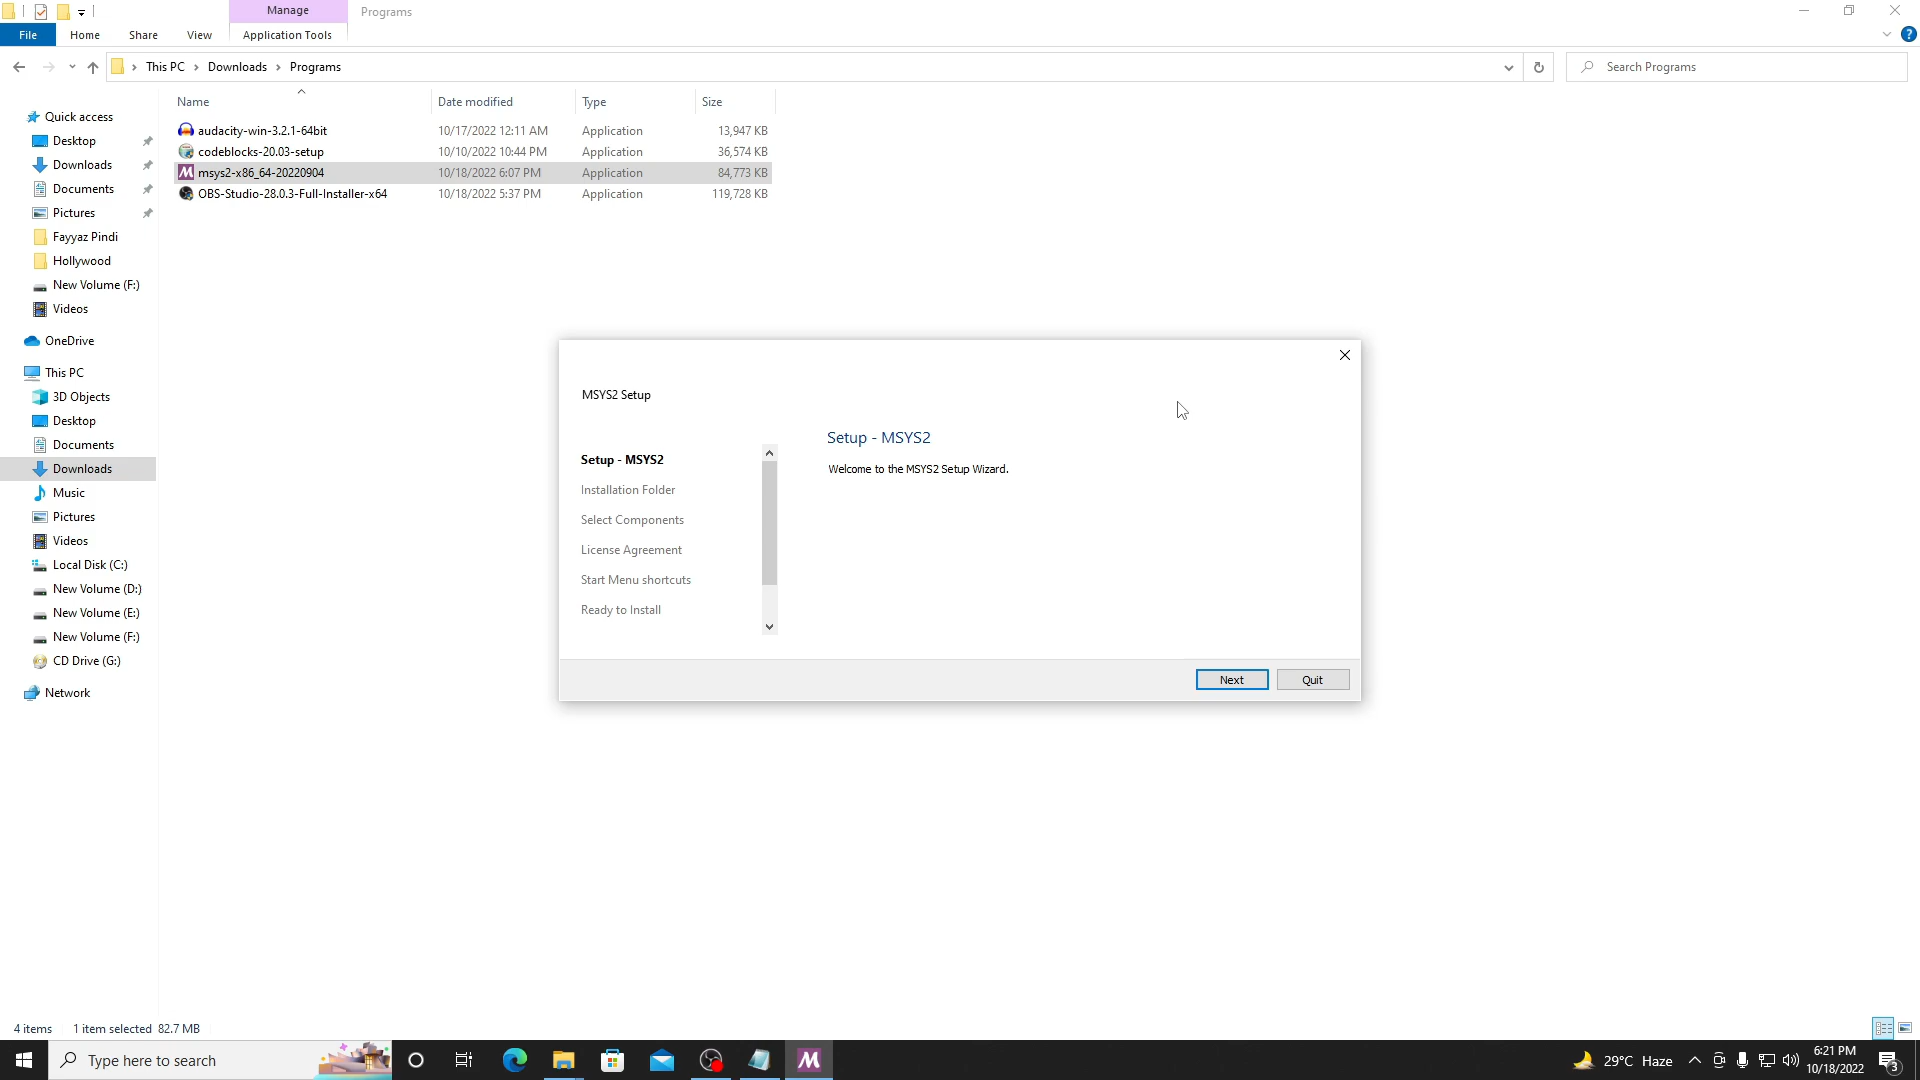 Manage
Programs
File
Home
Share
View
Application Tools
?
This PC
Downloads
Programs
Search Programs
Name
Date modified
Type
Size
audacity-win-3.2.1-64bit 10/17/2022 12:11 AM Application 13,947 KB
codeblocks-20.03-setup 10/10/2022 10:44 PM Application 36,574 KB
msys2-x86_64-20220904 10/18/2022 6:07 PM Application 84,773 KB
OBS-Studio-28.0.3-Full-Installer-x64 10/18/2022 5:37 PM Application 119,728 KB
Quick access
Desktop
Downloads
Documents
Pictures
Fayyaz Pindi
Hollywood
New Volume (F:)
Videos
OneDrive
This PC
3D Objects
Desktop
Documents
Downloads
Music
Pictures
Videos
Local Disk (C:)
New Volume (D:)
New Volume (E:)
New Volume (F:)
CD Drive (G:)
Network
MSYS2 Setup
Setup - MSYS2
Installation Folder
Select Components
License Agreement
Start Menu shortcuts
Ready to Install
Setup - MSYS2
Welcome to the MSYS2 Setup Wizard.
Next
Quit
4 items
1 item selected 82.7 MB
Type here to search
29°C Haze
6:21 PM
10/18/2022
3